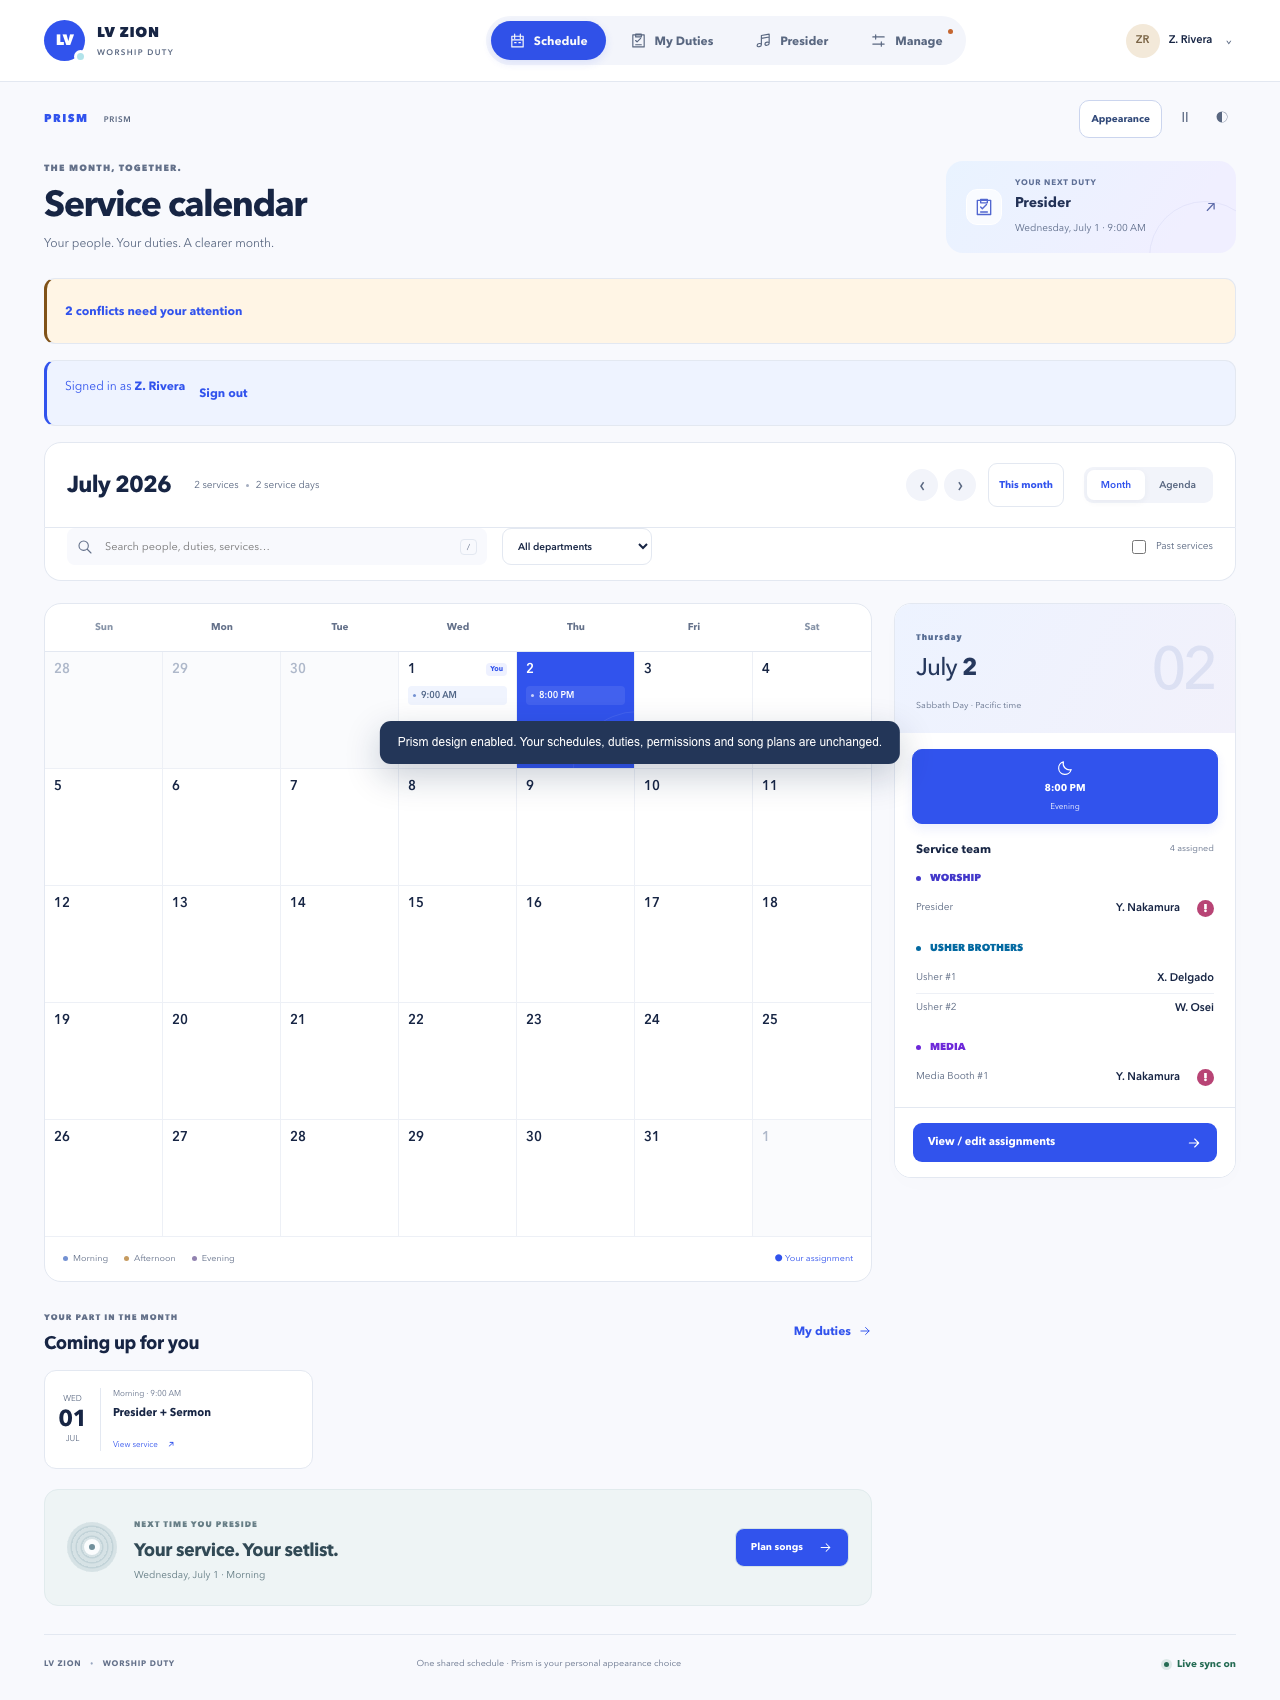 LV
LV ZION
WORSHIP DUTY
Schedule
My Duties
Presider
Manage
ZR
Z. Rivera
PRISM
PRISM
Appearance
THE MONTH, TOGETHER.
Service calendar
Your people. Your duties. A clearer month.
YOUR NEXT DUTY
Presider
Wednesday, July 1 · 9:00 AM
2 conflicts need your attention
Signed in as Z. Rivera
Sign out
July 2026
2 services • 2 service days
‹
›
This month
Month
Agenda
Search people, duties, services…
/
All departments
Past services
Sun Mon Tue Wed Thu Fri Sat
28 29 30 1 You 2 3 4
9:00 AM 8:00 PM
Prism design enabled. Your schedules, duties, permissions and song plans are unchanged.
5 6 7 8 9 10 11
12 13 14 15 16 17 18
19 20 21 22 23 24 25
26 27 28 29 30 31 1
Morning
Afternoon
Evening
Your assignment
Thursday
July 2
02
Sabbath Day · Pacific time
8:00 PM
Evening
Service team
4 assigned
WORSHIP
Presider Y. Nakamura !
USHER BROTHERS
Usher #1 X. Delgado
Usher #2 W. Osei
MEDIA
Media Booth #1 Y. Nakamura !
View / edit assignments →
YOUR PART IN THE MONTH
Coming up for you
My duties →
WED
01
JUL
Morning · 9:00 AM
Presider + Sermon
View service ↗
NEXT TIME YOU PRESIDE
Your service. Your setlist.
Wednesday, July 1 · Morning
Plan songs →
LV ZION • WORSHIP DUTY
One shared schedule · Prism is your personal appearance choice
Live sync on